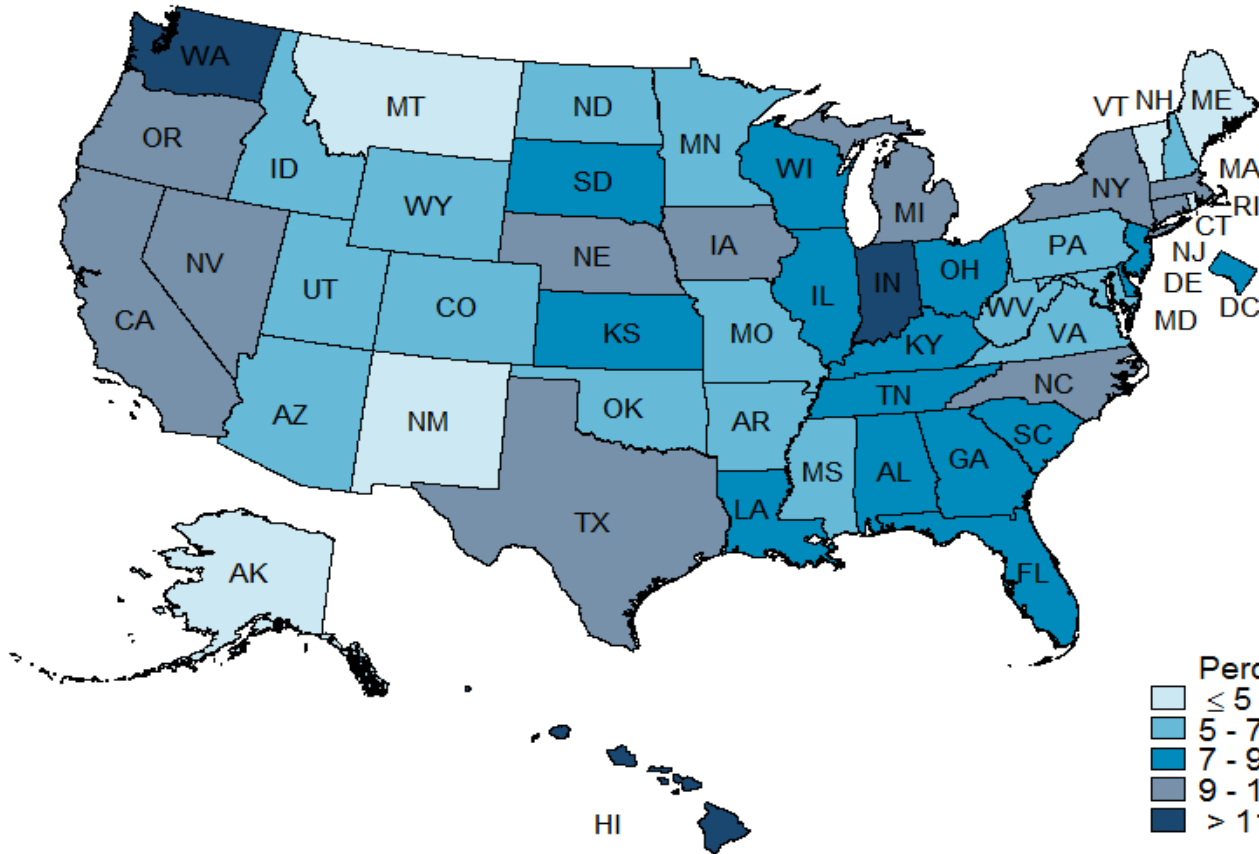 WA
MT
ND
MN
VT
NH
ME
OR
ID
SD
WI
MA
WY
MI
NY
RI
CT
NE
IA
PA
NJ
NV
UT
CO
IL
IN
OH
DE
CA
KS
MO
WV
DC
KY
VA
MD
AZ
NM
OK
AR
TN
NC
SC
MS
AL
GA
TX
LA
FL
AK
HI
≤ 5
5 - 7
7 - 9
9 - 1
> 1